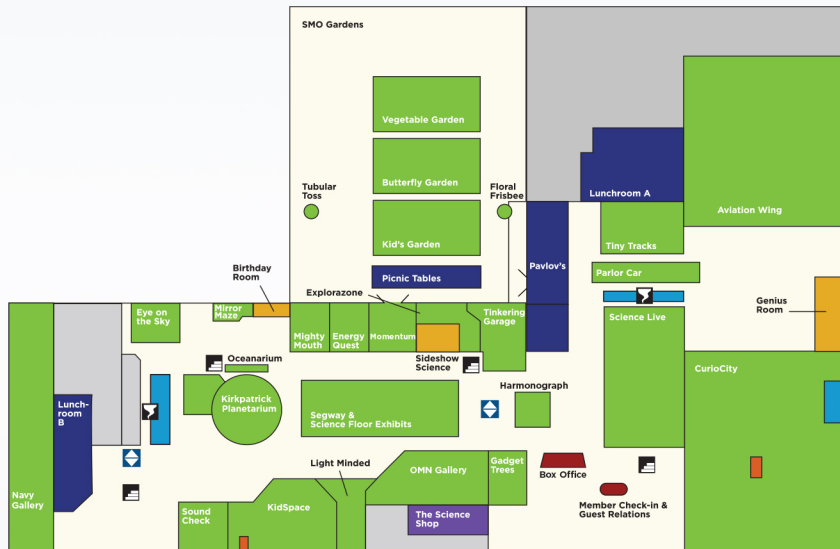 SMO Gardens
Vegetable Garden
Butterfly Garden
Tubular
Toss
Floral
Frisbee
Kid's Garden
Lunchroom A
Aviation Wing
Tiny Tracks
Pavlov's
Parlor Car
Picnic Tables
Birthday
Room
Explorazone
Genius
Room
Eye on
the Sky
Mirror
Maze
Mighty
Mouth
Energy
Quest
Momentum
Tinkering
Garage
Science Live
Sideshow
Science
Oceanarium
CurioCity
Harmonograph
Kirkpatrick
Planetarium
Lunch-
room
B
Segway &
Science Floor Exhibits
Light Minded
OMN Gallery
Gadget
Trees
Box Office
Navy
Gallery
Sound
Check
KidSpace
The Science
Shop
Member Check-in &
Guest Relations